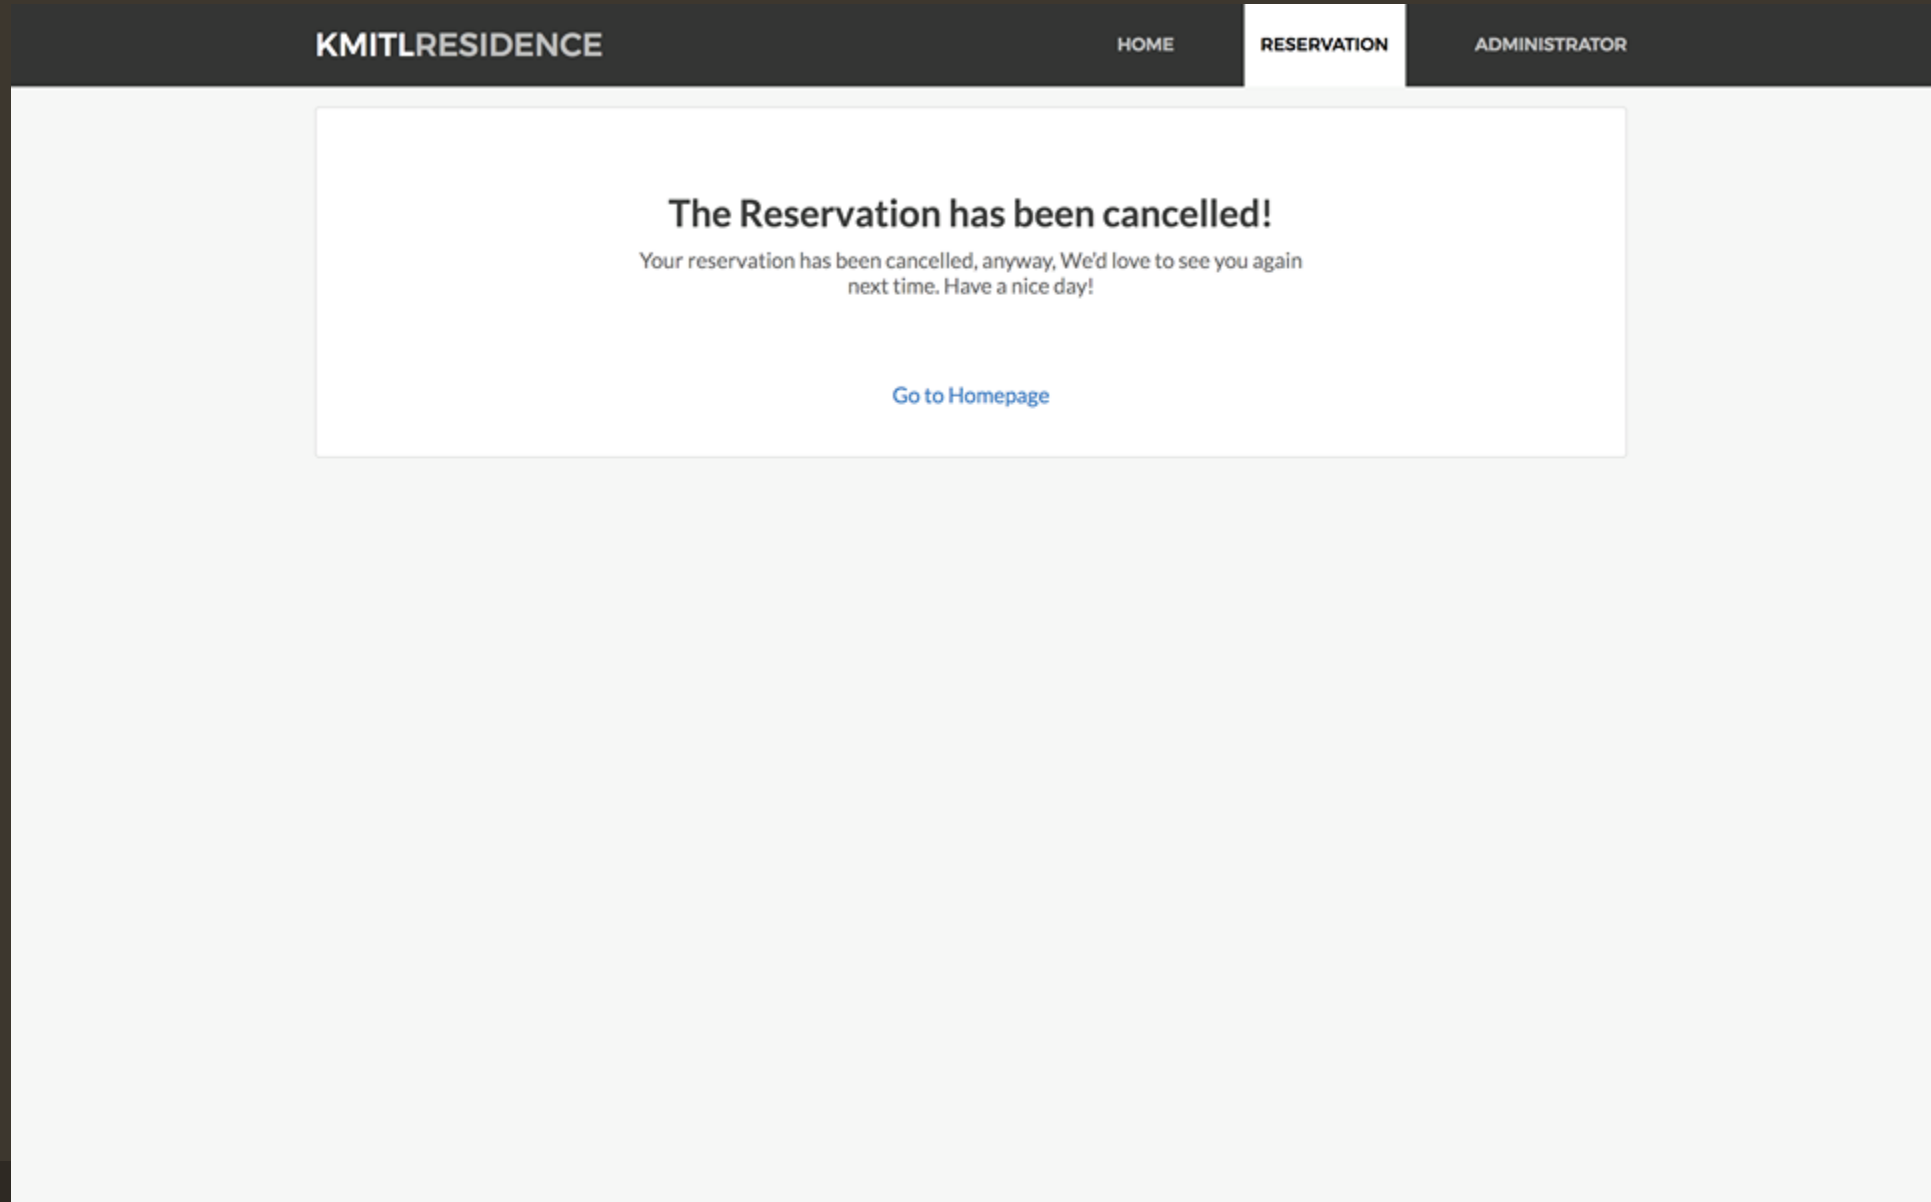 KMITLRESIDENCE
HOME
RESERVATION
ADMINISTRATOR
The Reservation has been cancelled!
Your reservation has been cancelled, anyway, We'd love to see you again
next time. Have a nice day!
Go to Homepage